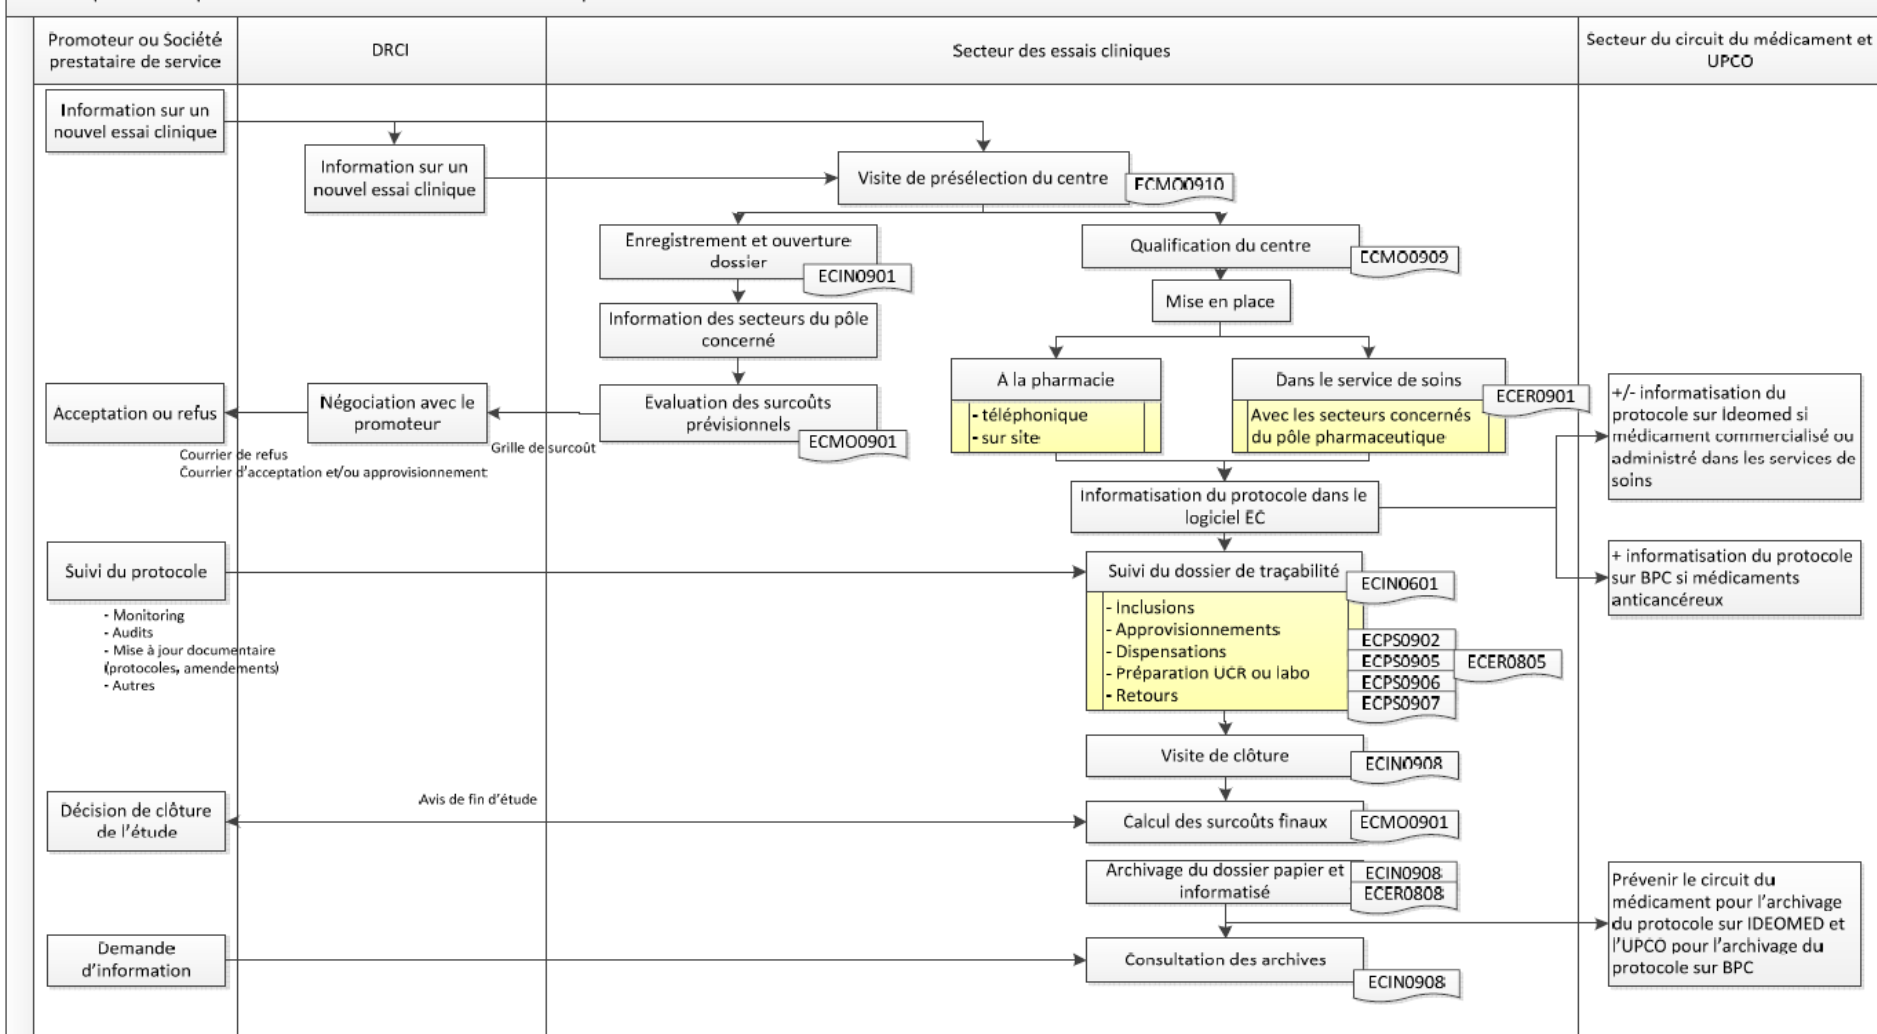 Promoteur ou Société
prestataire de service
DRCI
Secteur des essais cliniques
Secteur du circuit du médicament et
UPCO
Information sur un
nouvel essai clinique
Information sur un
nouvel essai clinique
Visite de présélection du centre
ECMO0910
Enregistrement et ouverture
dossier
ECIN0901
Qualification du centre
ECMO0909
Mise en place
Information des secteurs du pôle
concerné
A la pharmacie
- téléphonique
- sur site
Dans le service de soins
ECER0901
Avec les secteurs concernés
du pôle pharmaceutique
Acceptation ou refus
Négociation avec le
promoteur
Evaluation des surcoûts
prévisionnels
ECMO0901
Grille de surcoût
Courrier de refus
Courrier d'acceptation et/ou approvisionnement
+/- informatisation du
protocole sur Ideomed si
médicament commercialisé ou
administré dans les services de
soins
Informatisation du protocole dans le
logiciel EC
+ informatisation du protocole
sur BPC si médicaments
anticancéreux
Suivi du protocole
- Monitoring
- Audits
- Mise à jour documentaire
(protocoles, amendements)
- Autres
Suivi du dossier de traçabilité
ECIN0601
- Inclusions
- Approvisionnements
- Dispensations
- Préparation UCR ou labo
- Retours
ECPS0902
ECPS0905
ECPS0906
ECPS0907
ECER0805
Visite de clôture
ECIN0908
Décision de clôture
de l'étude
Avis de fin d'étude
Calcul des surcoûts finaux
ECMO0901
Archivage du dossier papier et
informatisé
ECIN0908
ECER0808
Prévenir le circuit du
médicament pour l'archivage
du protocole sur IDEOMED et
l'UPCO pour l'archivage du
protocole sur BPC
Demande
d'information
Consultation des archives
ECIN0908